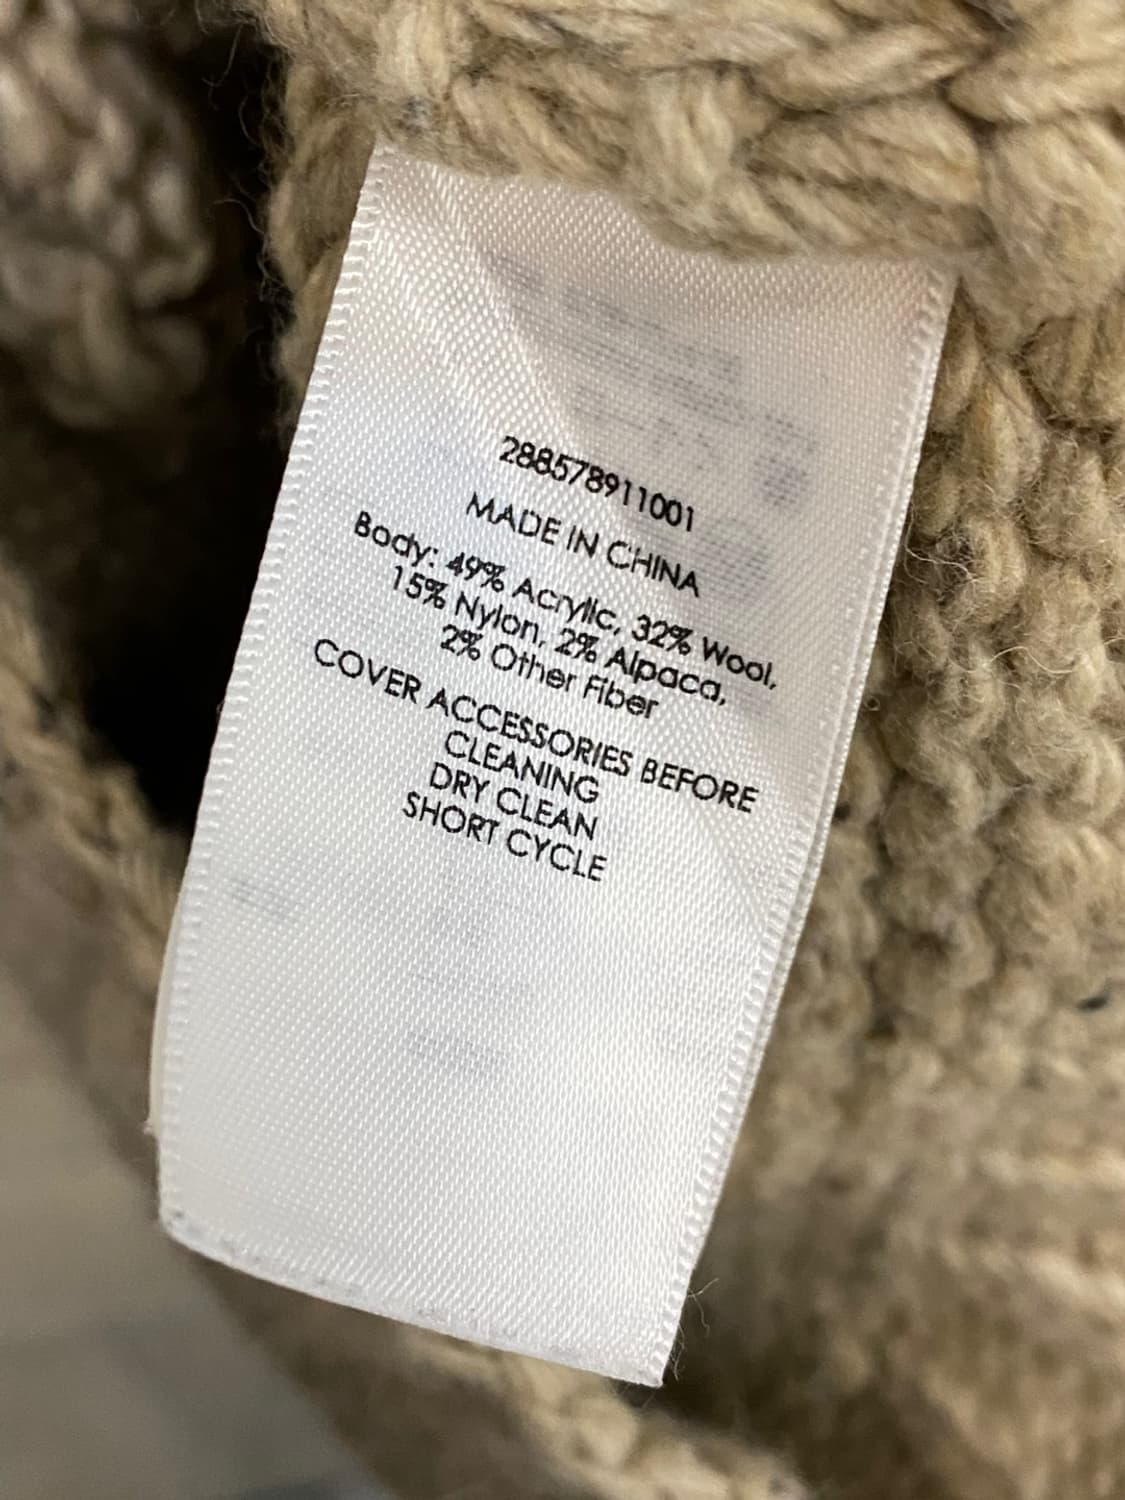 288578911001
MADE IN CHINA
Body: 49% Acrylic, 32% Wool,
15% Nylon, 2% Alpaca,
2% Other Fiber
COVER ACCESSORIES BEFORE
CLEANING
DRY CLEAN
SHORT CYCLE